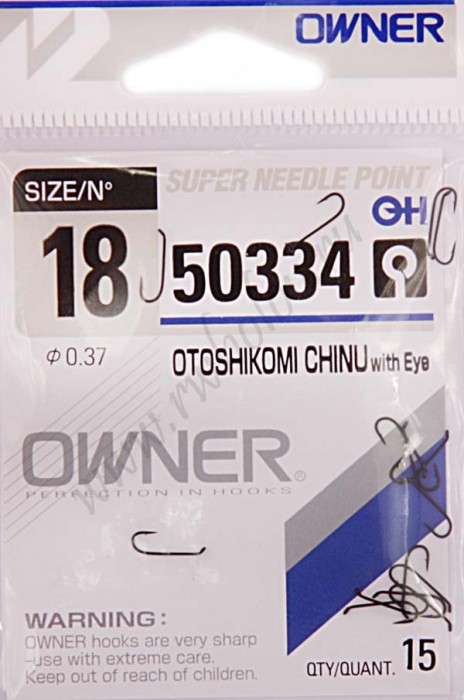 OWNER
SIZE/Nº
SUPER NEEDLE POINT
18
50334
Φ 0.37
OTOSHIKOMI CHINU with Eye
OWNER®
PERFECTION IN HOOKS
WARNING:
OWNER hooks are very sharp
–use with extreme care.
Keep out of reach of children.
QTY/QUANT. 15